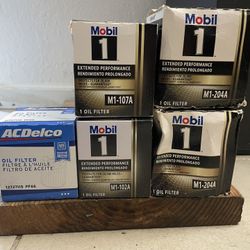 Mobil
1
EXTENDED PERFORMANCE
RENDIMIENTO PROLONGADO
M1-107A
1 OIL FILTER
Mobil
1
EXTENDED PERFORMANCE
RENDIMIENTO PROLONGADO
M1-204A
1 OIL FILTER
ACDelco
OIL FILTER
FILTRE À L'HUILE
FILTRO DE ACEITE
PF66
Mobil
1
EXTENDED PERFORMANCE
RENDIMIENTO PROLONGADO
M1-102A
1 OIL FILTER
Mobil
1
EXTENDED PERFORMANCE
RENDIMIENTO PROLONGADO
M1-204A
1 OIL FILTER